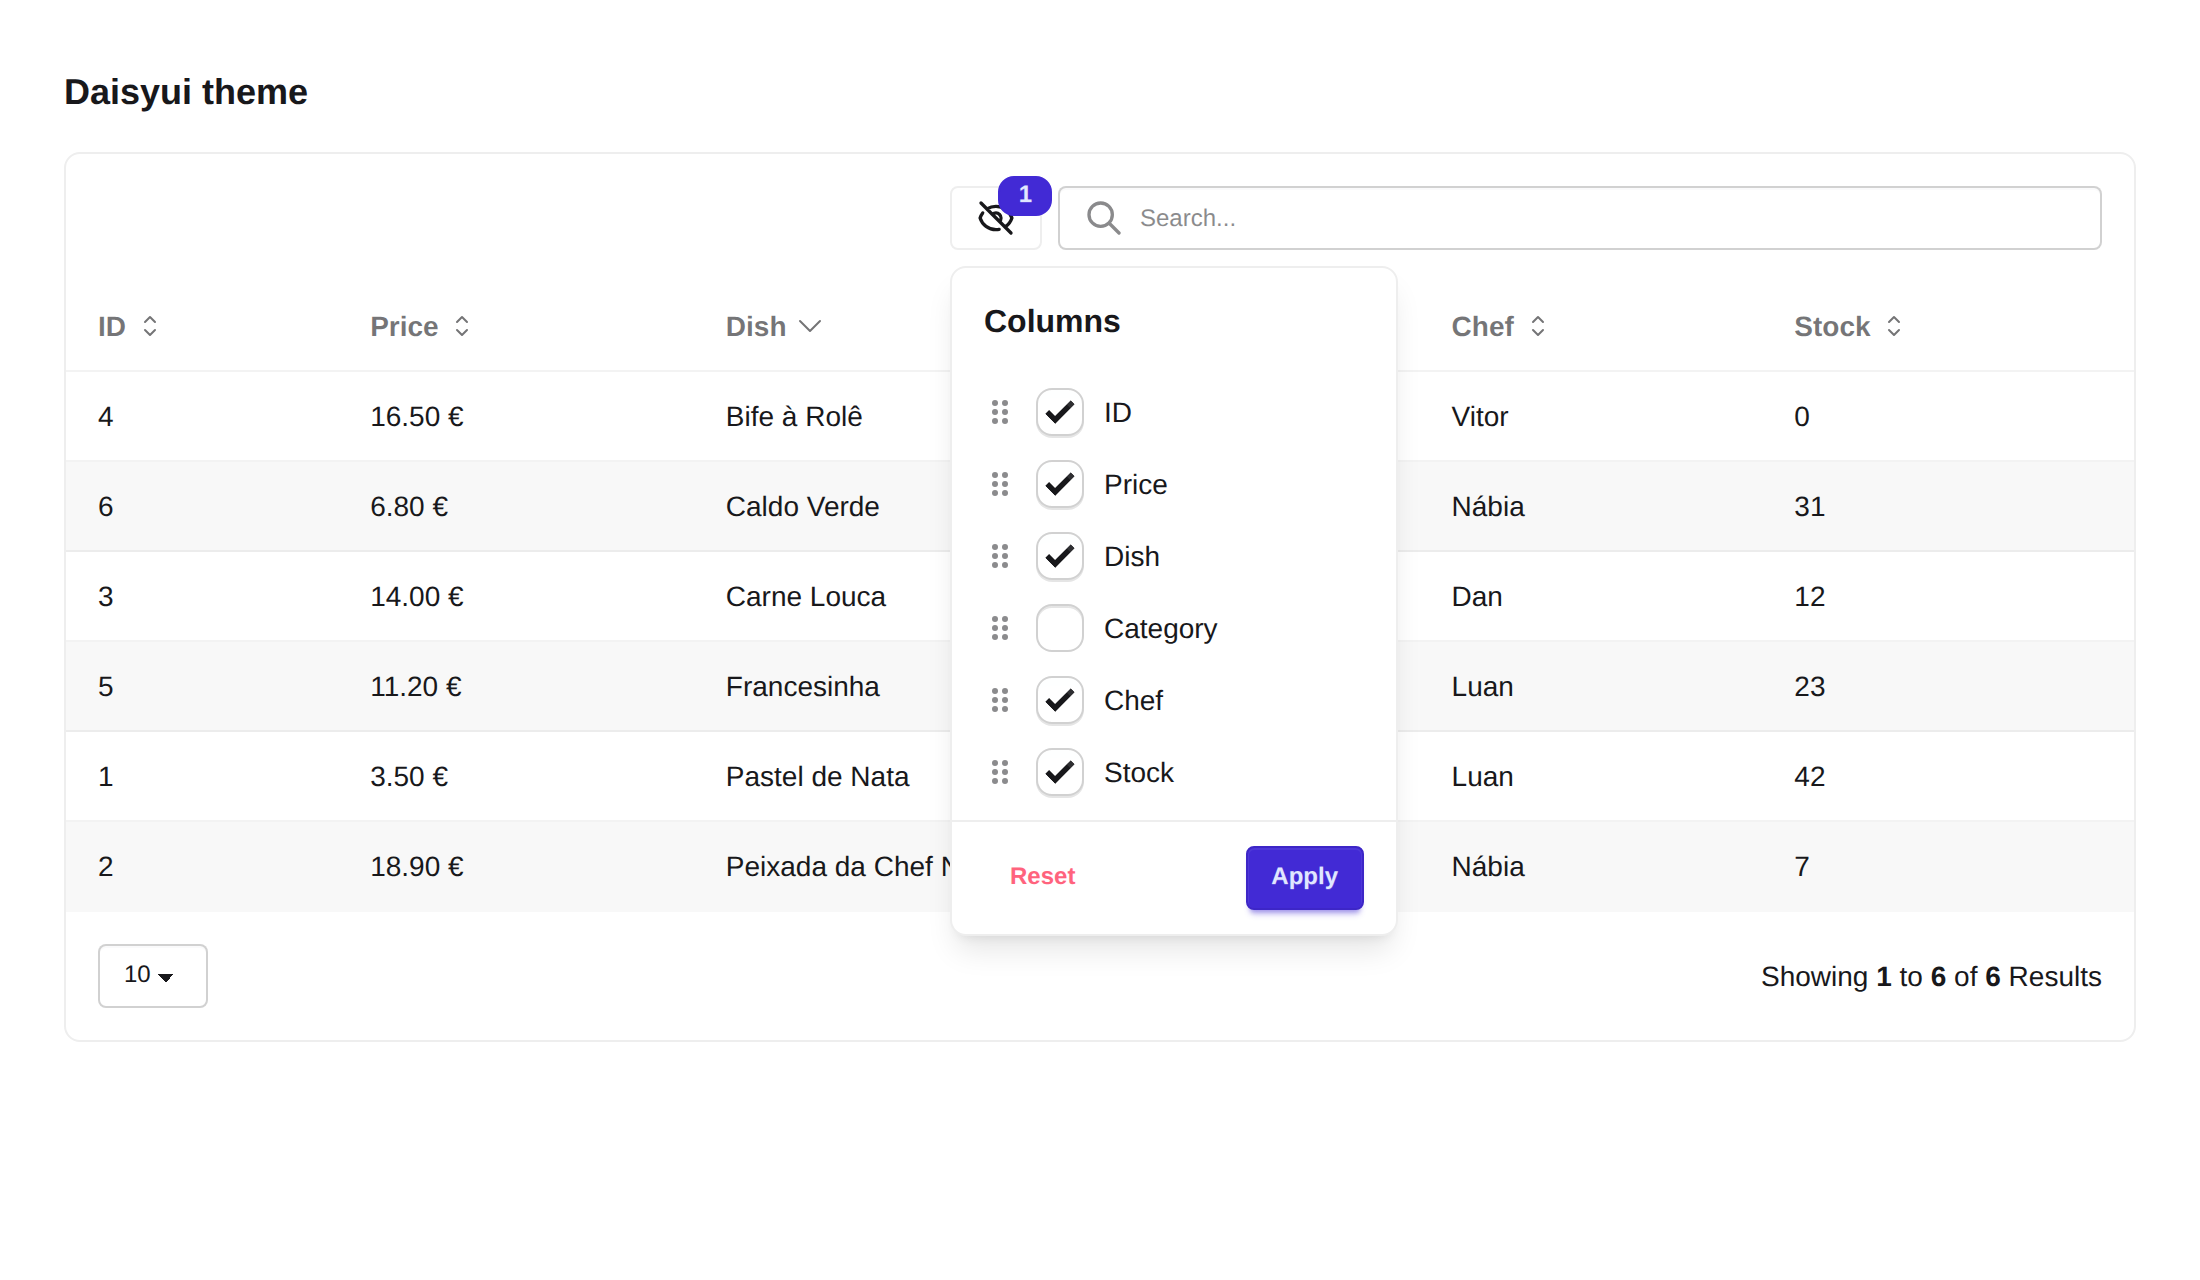 Daisyui theme
1
Search...
ID Price Dish Chef Stock
4 16.50 € Bife à Rolê Vitor 0
6 6.80 € Caldo Verde Nábia 31
3 14.00 € Carne Louca Dan 12
5 11.20 € Francesinha Luan 23
1 3.50 € Pastel de Nata Luan 42
2 18.90 € Peixada da Chef Nábia 7
Columns
ID
Price
Dish
Category
Chef
Stock
Reset Apply
10
Showing 1 to 6 of 6 Results